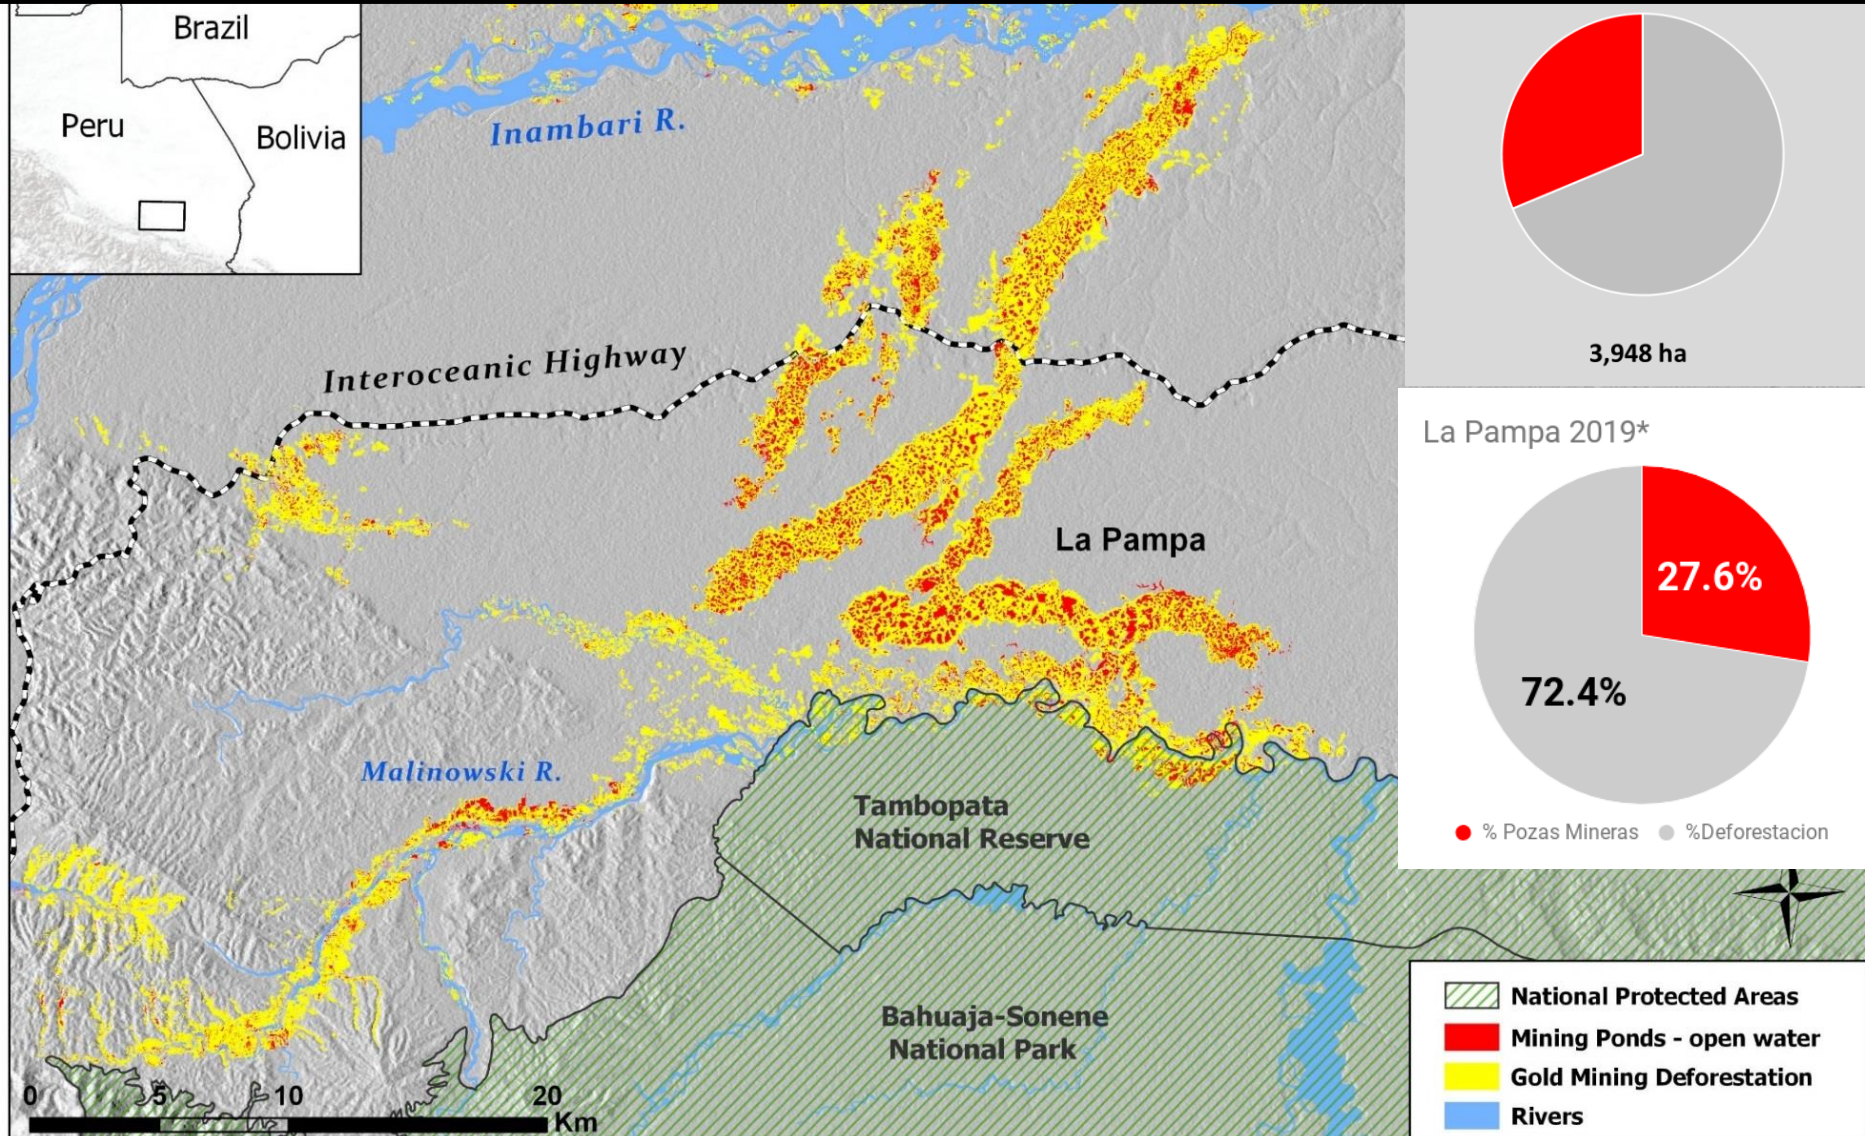 Brazil
Peru
Bolivia
Inambari R.
Interoceanic Highway
La Pampa
Malinowski R.
Tambopata
National Reserve
Bahuaja-Sonene
National Park
0 5 10 20
Km
3,948 ha
La Pampa 2019*
27.6%
72.4%
% Pozas Mineras %Deforestacion
National Protected Areas
Mining Ponds - open water
Gold Mining Deforestation
Rivers